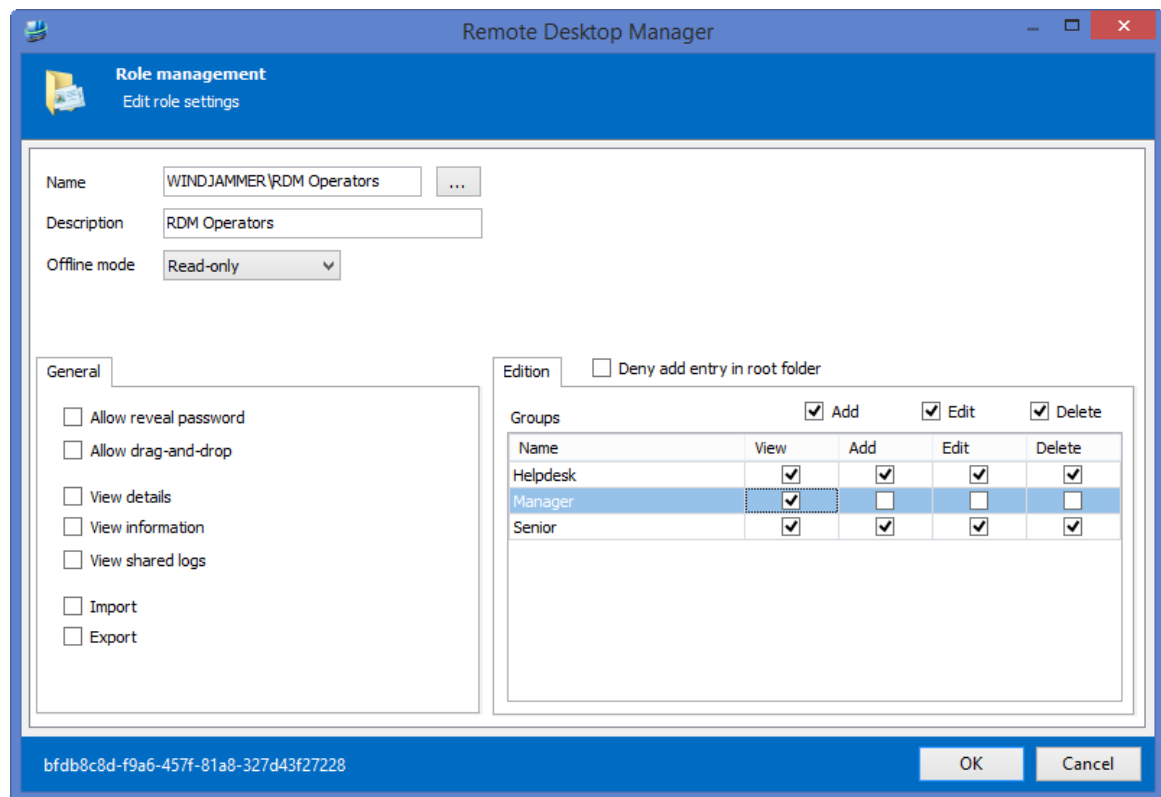 Remote Desktop Manager
Role management
Edit role settings
Name WINDJAMMER\RDM Operators ...
Description RDM Operators
Offline mode Read-only
General
Allow reveal password
Allow drag-and-drop
View details
View information
View shared logs
Import
Export
Edition Deny add entry in root folder
Groups Add Edit Delete
Name View Add Edit Delete
Helpdesk
Manager
Senior
bfdb8c8d-f9a6-457f-81a8-327d43f27228 OK Cancel